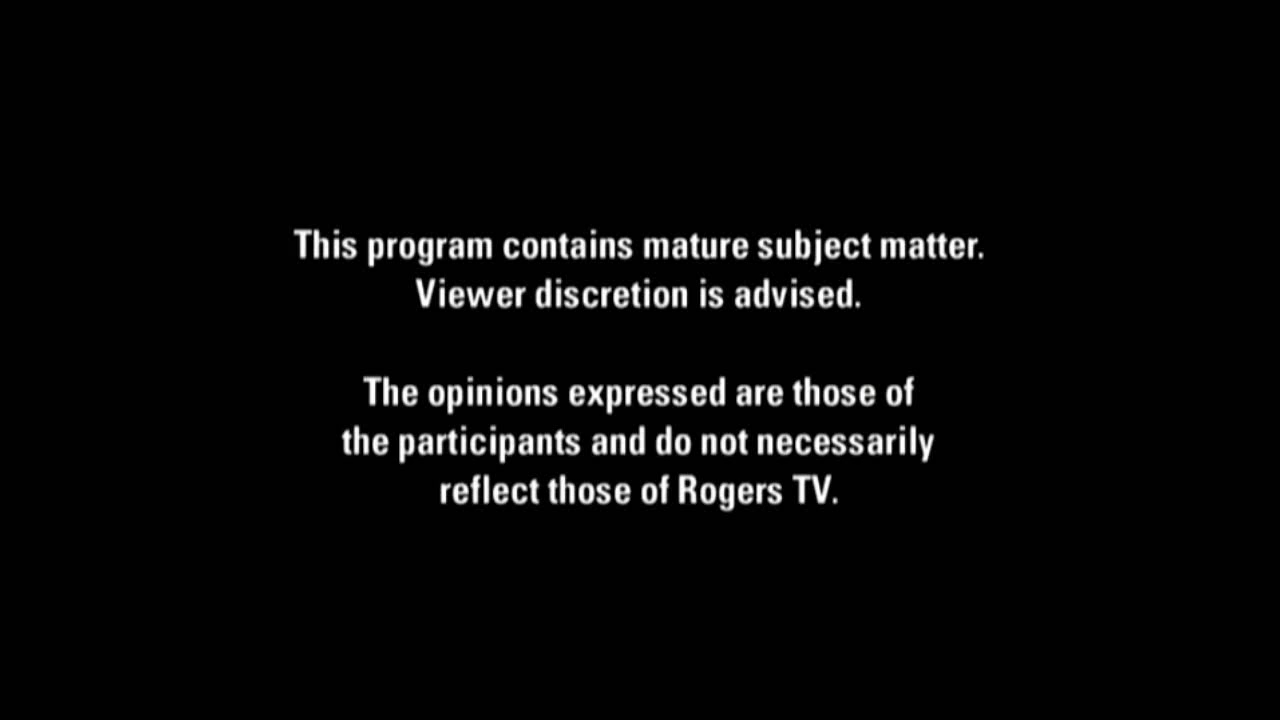 This program contains mature subject matter.
Viewer discretion is advised.
The opinions expressed are those of
the participants and do not necessarily
reflect those of Rogers TV.